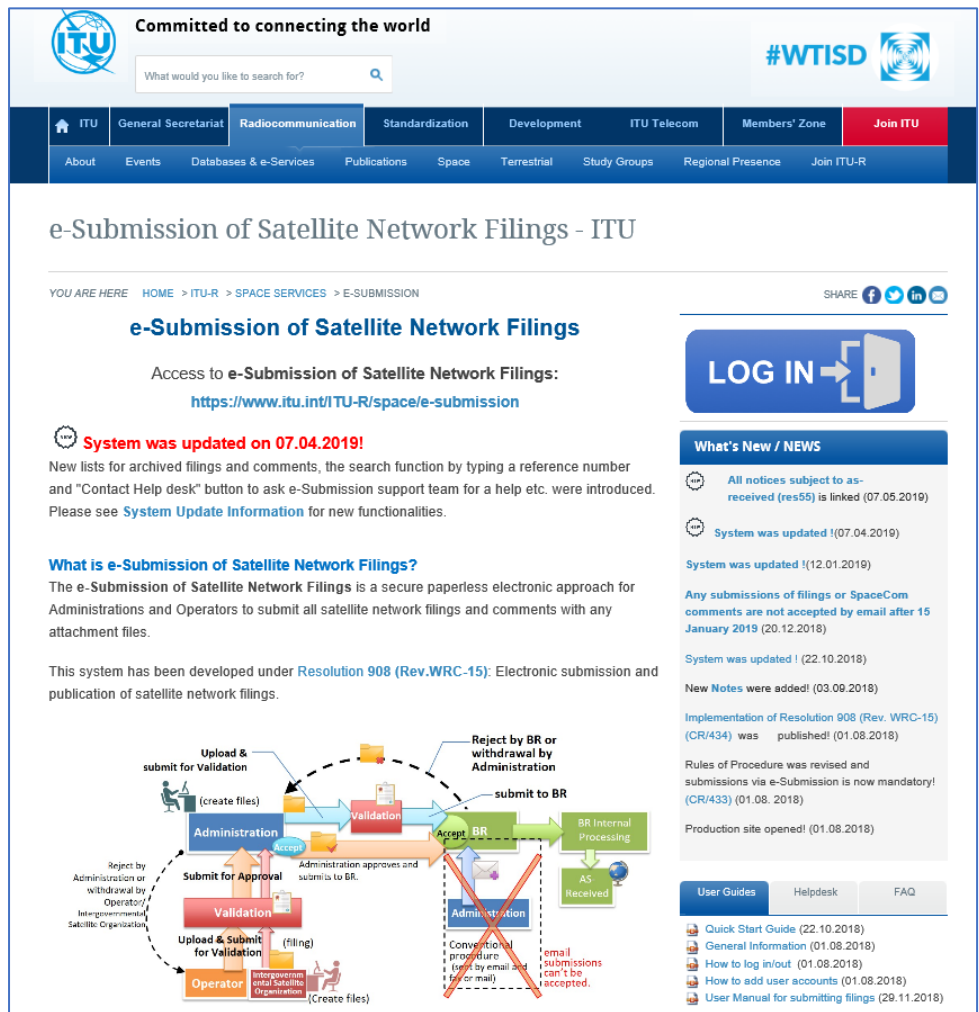 Committed to connecting the world
ITU
What would you like to search for?
#WTISD
ITU
General Secretariat
Radiocommunication
Standardization
Development
ITU Telecom
Members' Zone
Join ITU
About
Events
Databases & e-Services
Publications
Space
Terrestrial
Study Groups
Regional Presence
Join ITU-R
e-Submission of Satellite Network Filings - ITU
YOU ARE HERE HOME > ITU-R > SPACE SERVICES > E-SUBMISSION
SHARE
e-Submission of Satellite Network Filings
Access to e-Submission of Satellite Network Filings:
https://www.itu.int/ITU-R/space/e-submission
NEW
System was updated on 07.04.2019!
New lists for archived filings and comments, the search function by typing a reference number
and "Contact Help desk" button to ask e-Submission support team for a help etc. were introduced.
Please see System Update Information for new functionalities.
What is e-Submission of Satellite Network Filings?
The e-Submission of Satellite Network Filings is a secure paperless electronic approach for
Administrations and Operators to submit all satellite network filings and comments with any
attachment files.
This system has been developed under Resolution 908 (Rev.WRC-15): Electronic submission and
publication of satellite network filings.
Upload &
submit for Validation
Reject by BR or
withdrawal by
Administration
(create files)
Validation
submit to BR
Administration
Accept
Accept
BR
BR Internal
Processing
Administration approves and
submits to BR.
Reject by
Administration or
withdrawal by
Operator/
Intergovernmental
Satellite Organization
Submit for Approval
AS
Received
Validation
Administration
Upload & Submit
for Validation
(filing)
Conventional
procedure
(sent by email and
fax or mail)
email
submissions
can't be
accepted.
Operator
Intergovernm
ental Satellite
Organization
(Create files)
LOG IN
What's New / NEWS
NEW
All notices subject to as-
received (res55) is linked (07.05.2019)
NEW
System was updated !(07.04.2019)
System was updated !(12.01.2019)
Any submissions of filings or SpaceCom
comments are not accepted by email after 15
January 2019 (20.12.2018)
System was updated ! (22.10.2018)
New Notes were added! (03.09.2018)
Implementation of Resolution 908 (Rev. WRC-15)
(CR/434) was published! (01.08.2018)
Rules of Procedure was revised and
submissions via e-Submission is now mandatory!
(CR/433) (01.08. 2018)
Production site opened! (01.08.2018)
User Guides
Helpdesk
FAQ
Quick Start Guide (22.10.2018)
General Information (01.08.2018)
How to log in/out (01.08.2018)
How to add user accounts (01.08.2018)
User Manual for submitting filings (29.11.2018)